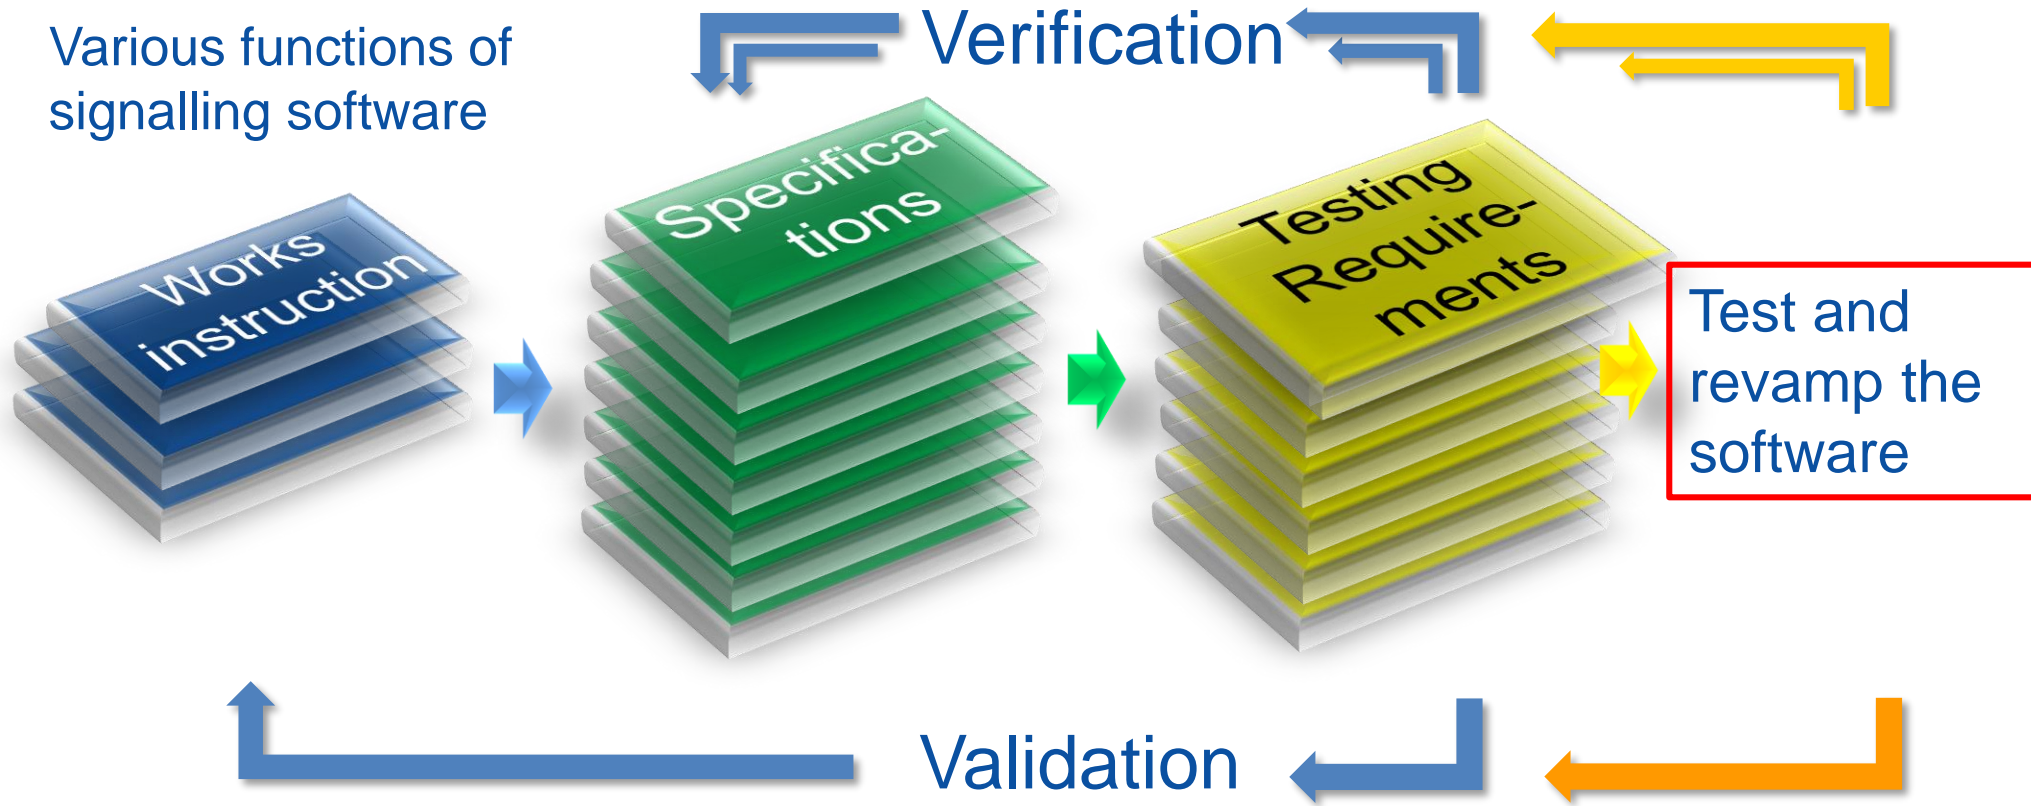 Various functions of
signalling software
Verification
Works
instruction
Specifica-
tions
Testing
Require-
ments
Test and
revamp the
software
Validation